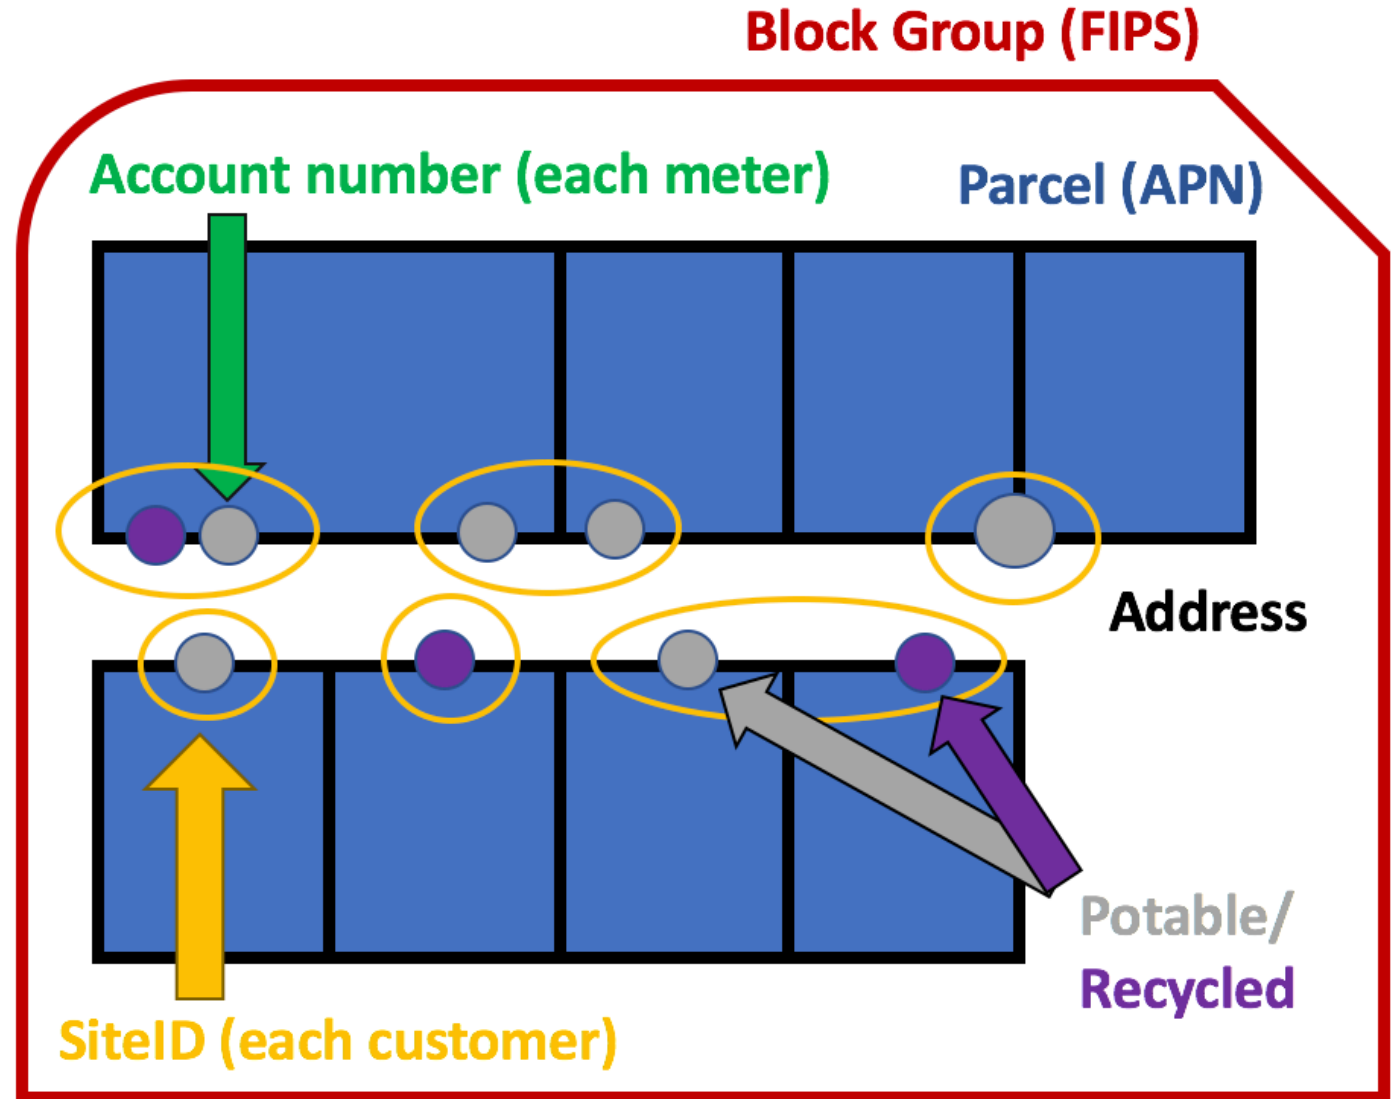 Block Group (FIPS)
Account number (each meter)
Parcel (APN)
Address
Potable/
Recycled
SiteID (each customer)